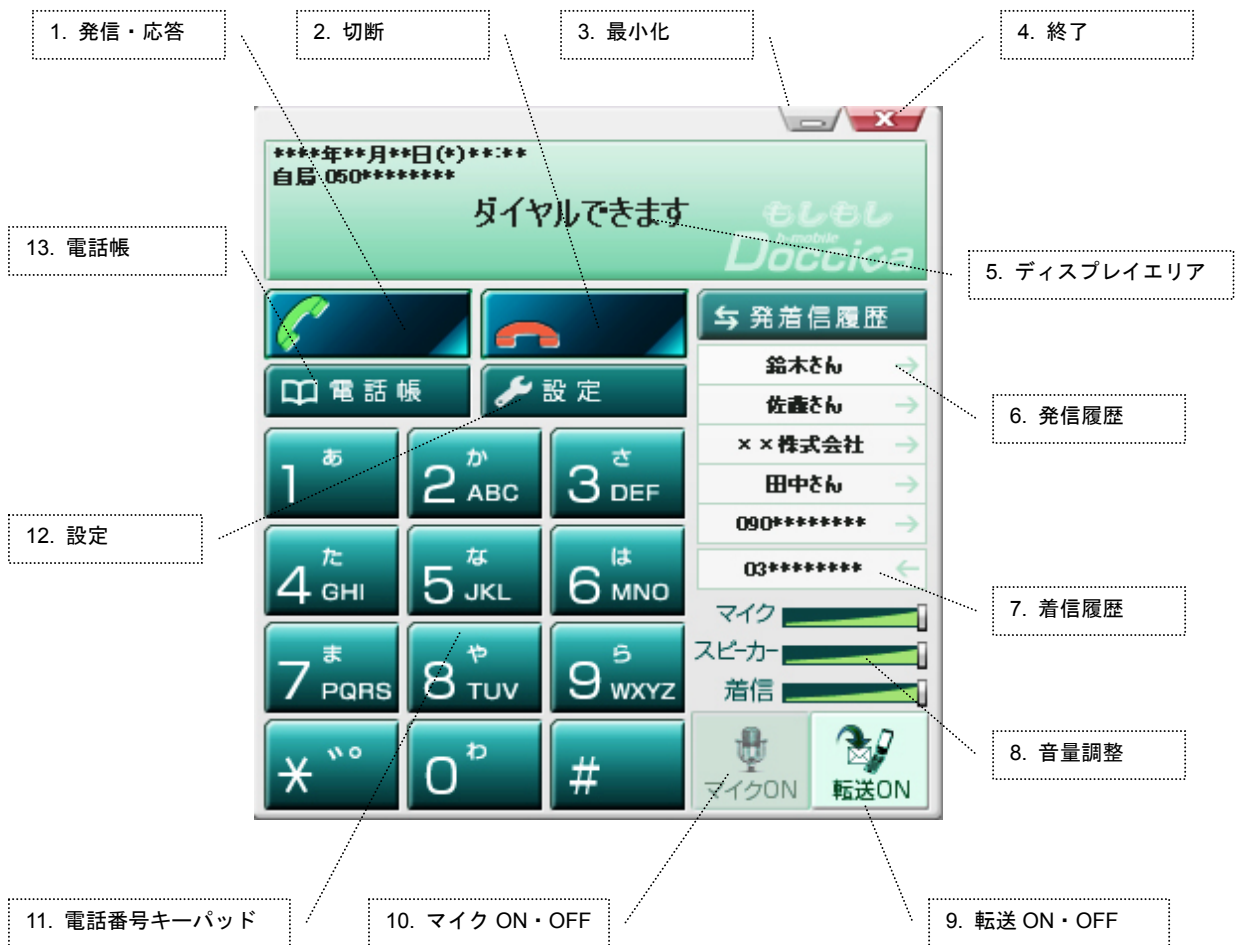 1. 発信・応答
2. 切断
3. 最小化
4. 終了
****年**月**日(*)**:**
自局 050********
ダイヤルできます
もしもし
b-mobile
Doccica
13. 電話帳
5. ディスプレイエリア
発着信履歴
鈴木さん
佐藤さん
××株式会社
田中さん
090********
03********
電話帳
設定
6. 発信履歴
1 あ
2 か ABC
3 さ DEF
12. 設定
4 た GHI
5 な JKL
6 は MNO
7. 着信履歴
マイク
スピーカー
着信
7 ま PQRS
8 や TUV
9 ら WXYZ
8. 音量調整
* ゛゜
0 わ
#
マイクON
転送ON
11. 電話番号キーパッド
10. マイク ON・OFF
9. 転送 ON・OFF